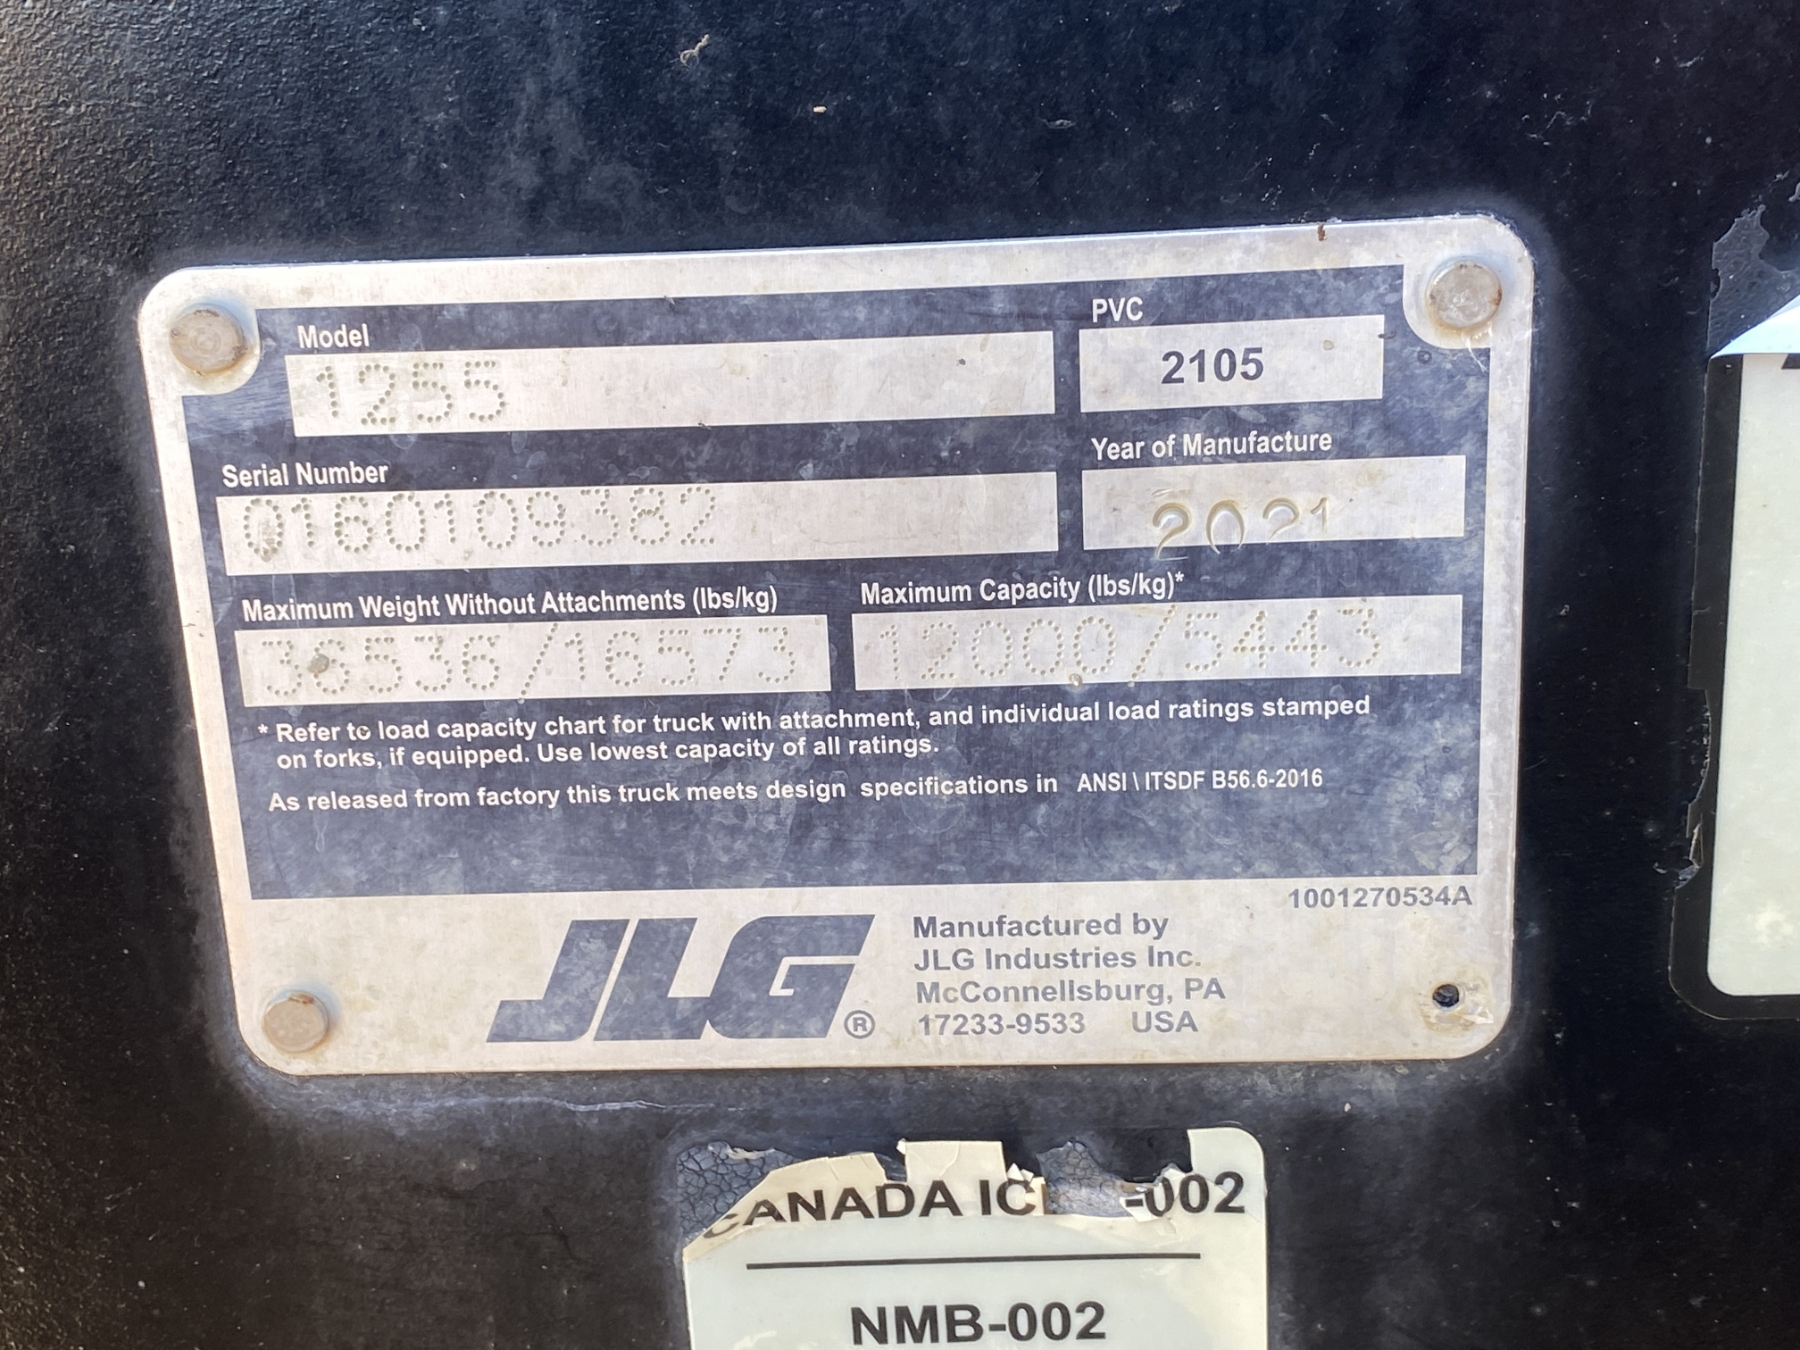 Model
1255
PVC
2105
Serial Number
0160109382
Year of Manufacture
2021
Maximum Weight Without Attachments (lbs/kg)
36536/16573
Maximum Capacity (lbs/kg)*
12000/5443
* Refer to load capacity chart for truck with attachment, and individual load ratings stamped
on forks, if equipped. Use lowest capacity of all ratings.
As released from factory this truck meets design specifications in ANSI \ ITSDF B56.6-2016
1001270534A
JLG®
Manufactured by
JLG Industries Inc.
McConnellsburg, PA
17233-9533 USA
CANADA -002
NMB-002